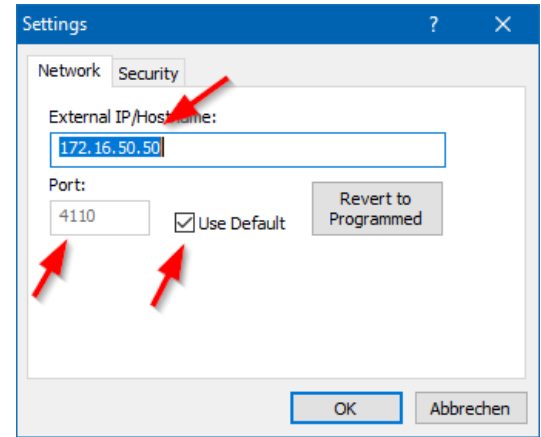 Settings
?
Network Security
External IP/Hostname:
172.16.50.50
Port:
4110
Use Default
Revert to
Programmed
OK
Abbrechen